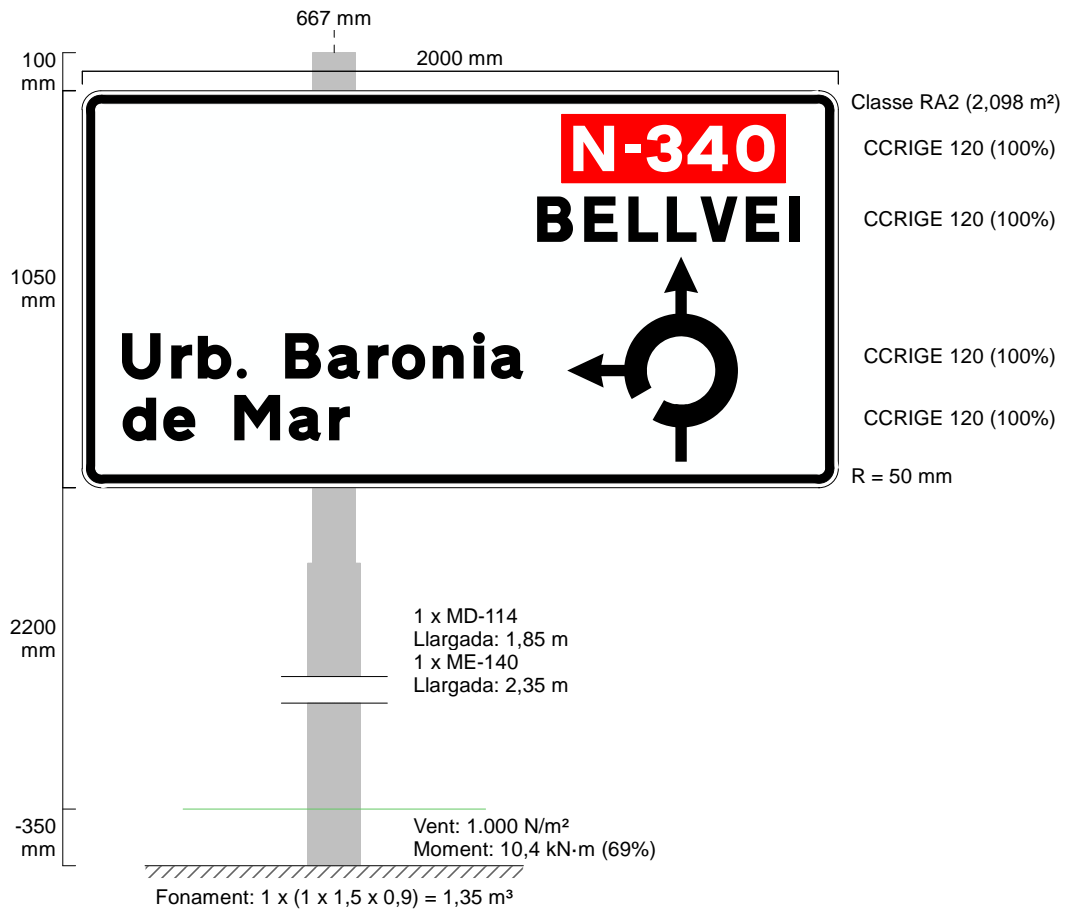 667 mm
100
mm
2000 mm
Classe RA2 (2,098 m²)
N-340
CCRIGE 120 (100%)
BELLVEI
CCRIGE 120 (100%)
1050
mm
Urb. Baronia
CCRIGE 120 (100%)
de Mar
CCRIGE 120 (100%)
R = 50 mm
2200
mm
1 x MD-114
Llargada: 1,85 m
1 x ME-140
Llargada: 2,35 m
-350
mm
Vent: 1.000 N/m²
Moment: 10,4 kN·m (69%)
Fonament: 1 x (1 x 1,5 x 0,9) = 1,35 m³